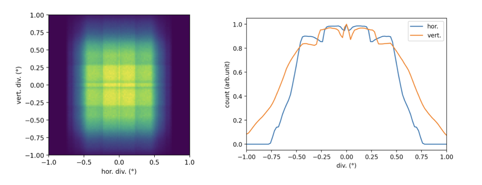 1.00
0.75
0.50
0.25
0.00
-0.25
-0.50
-0.75
-1.00
vert. div. (°)
-1.0 -0.5 0.0 0.5 1.0
hor. div. (°)
1.0
0.8
0.6
0.4
0.2
0.0
count (arb.unit)
hor.
vert.
-1.00 -0.75 -0.50 -0.25 0.00 0.25 0.50 0.75 1.00
div. (°)